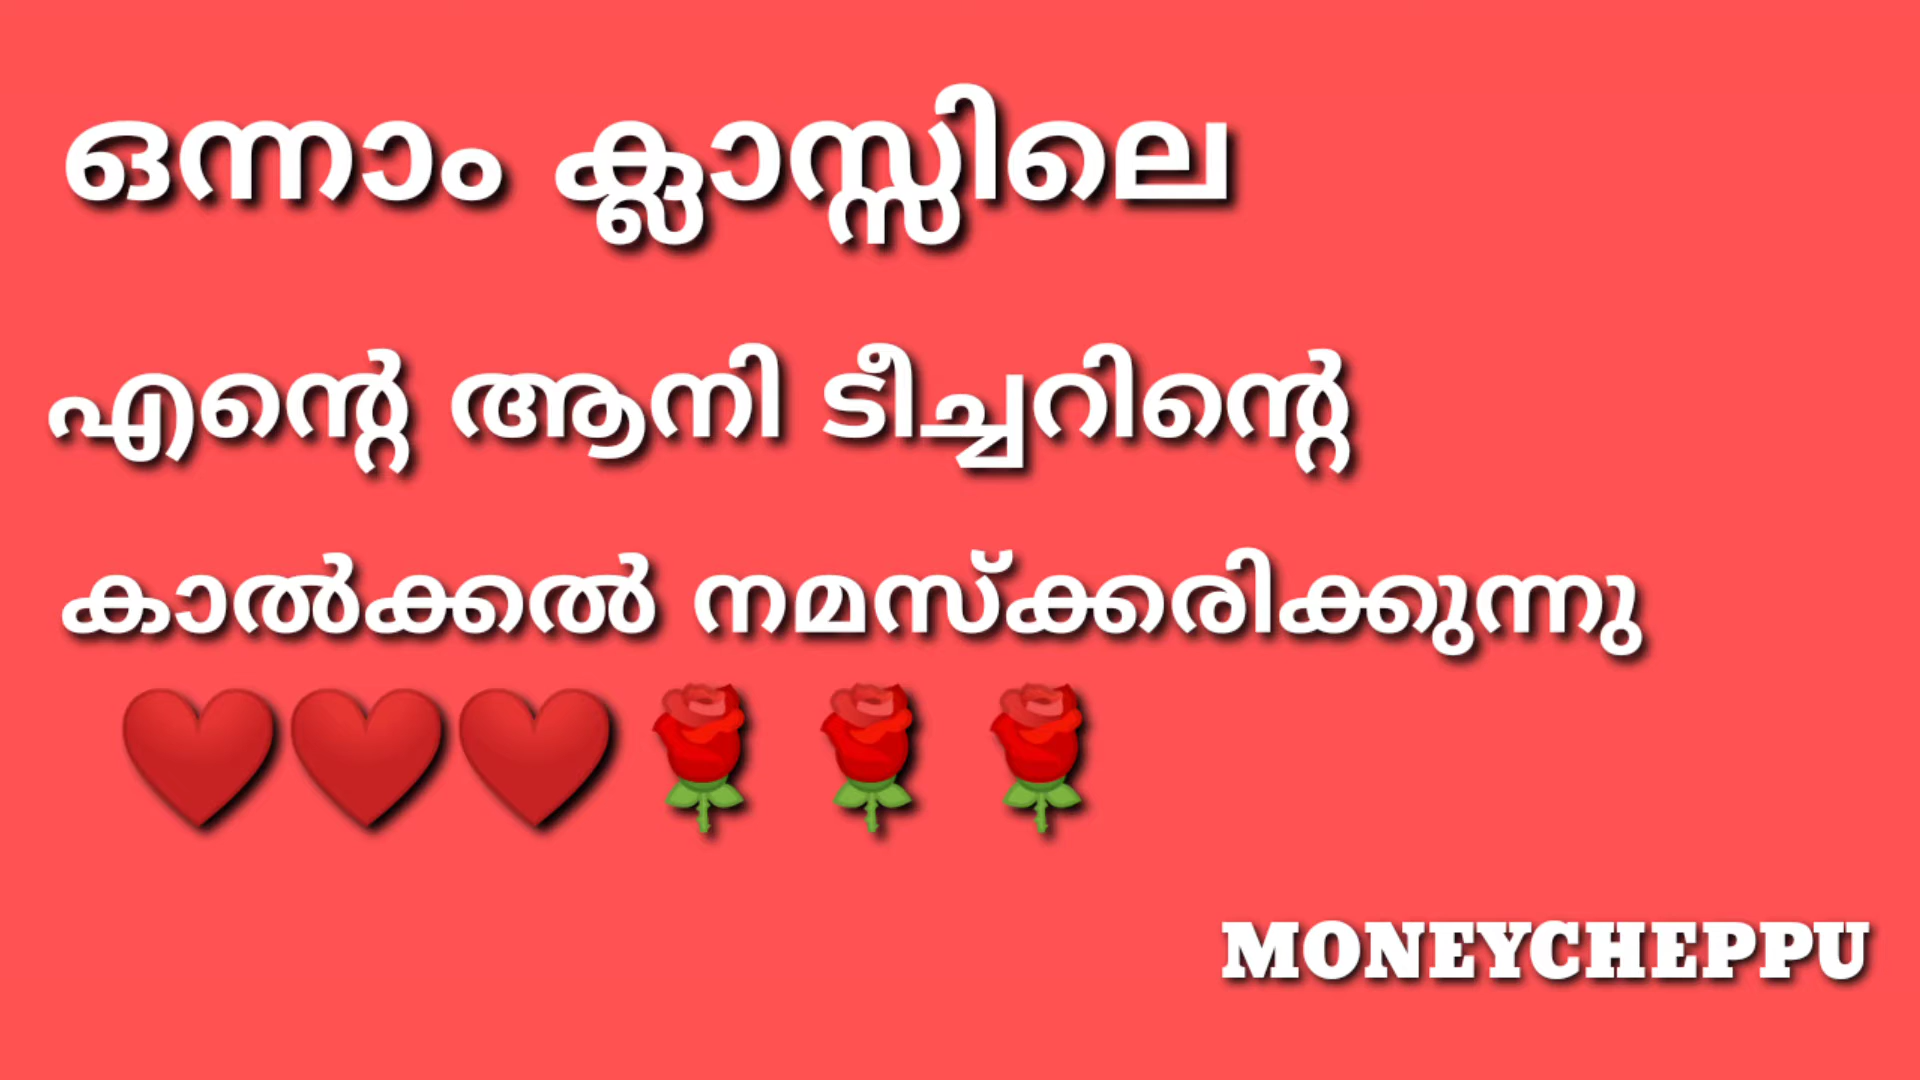 ഒന്നാം ക്ലാസ്സിലെ
എന്റെ ആനി ടീച്ചറിന്റെ
കാൽക്കൽ നമസ്ക്കരിക്കുന്നു
❤️❤️❤️🌹🌹🌹
MONEYCHEPPU